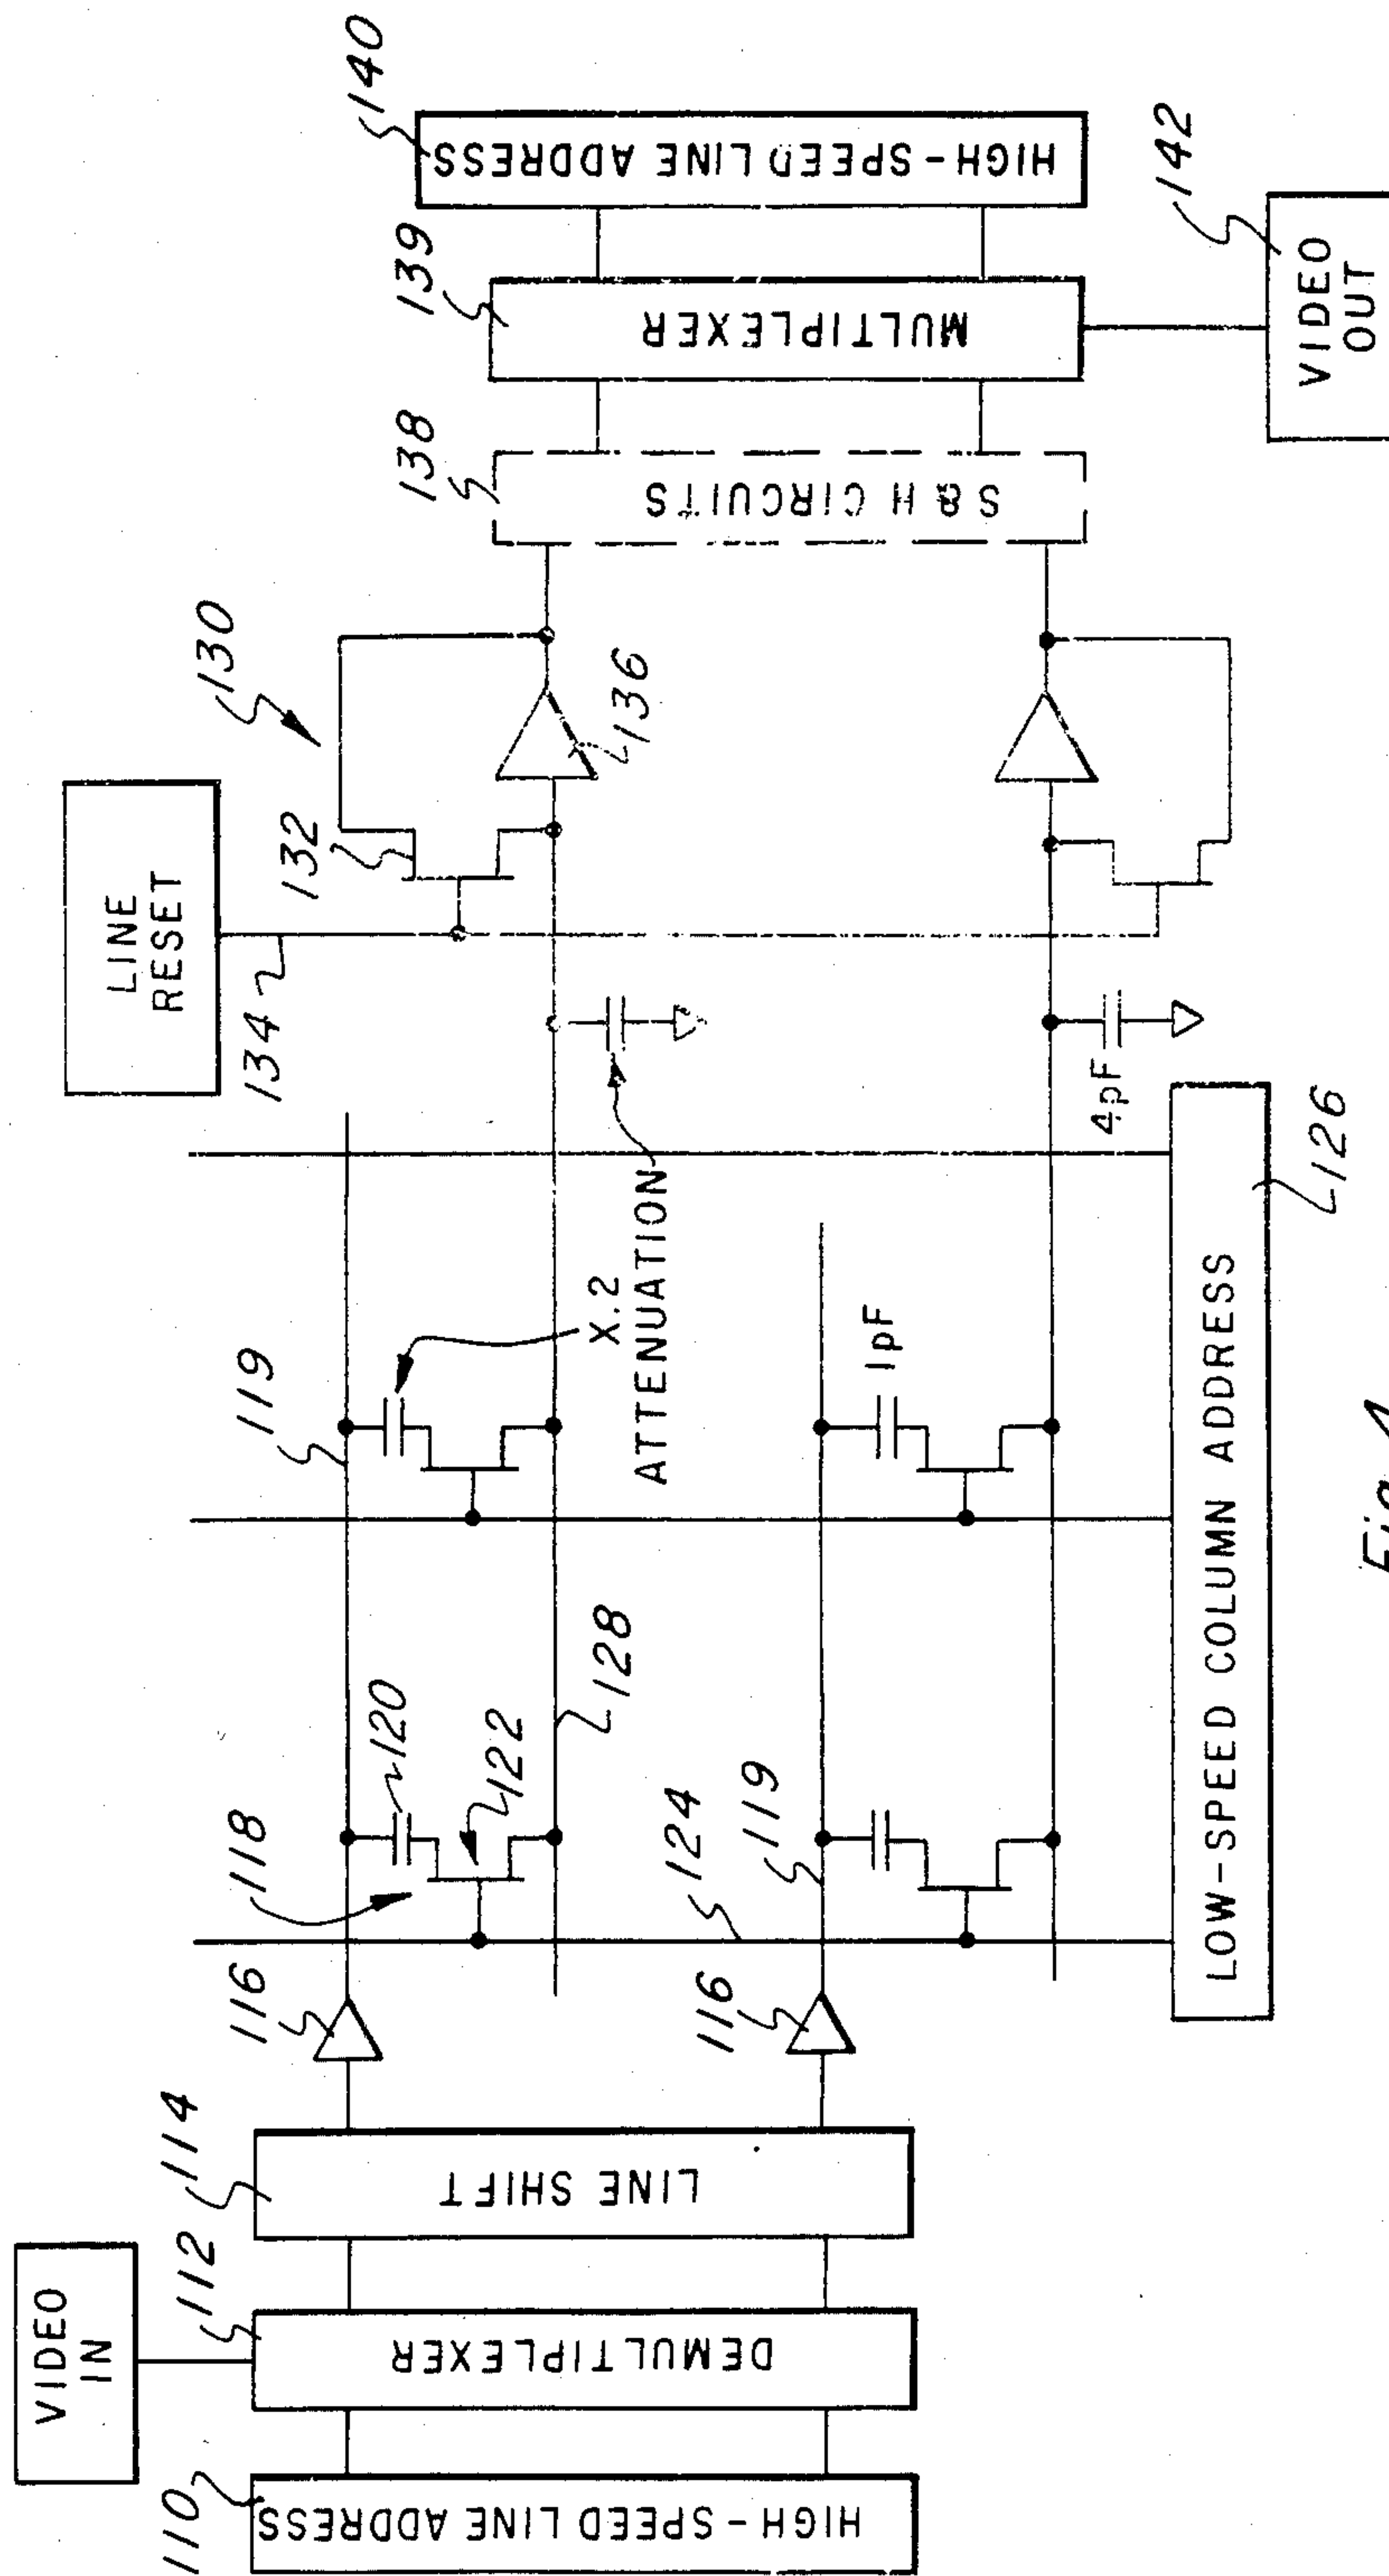 VIDEO
IN
110
HIGH-SPEED LINE ADDRESS
112
DEMULTIPLEXER
114
LINE SHIFT
116
116
118
120
122
119
119
124
128
X.2
ATTENUATION
1pF
4pF
LOW-SPEED COLUMN ADDRESS
126
LINE
RESET
134
132
130
136
138
S&H CIRCUITS
139
MULTIPLEXER
140
HIGH-SPEED LINE ADDRESS
142
VIDEO
OUT
Fig. 4